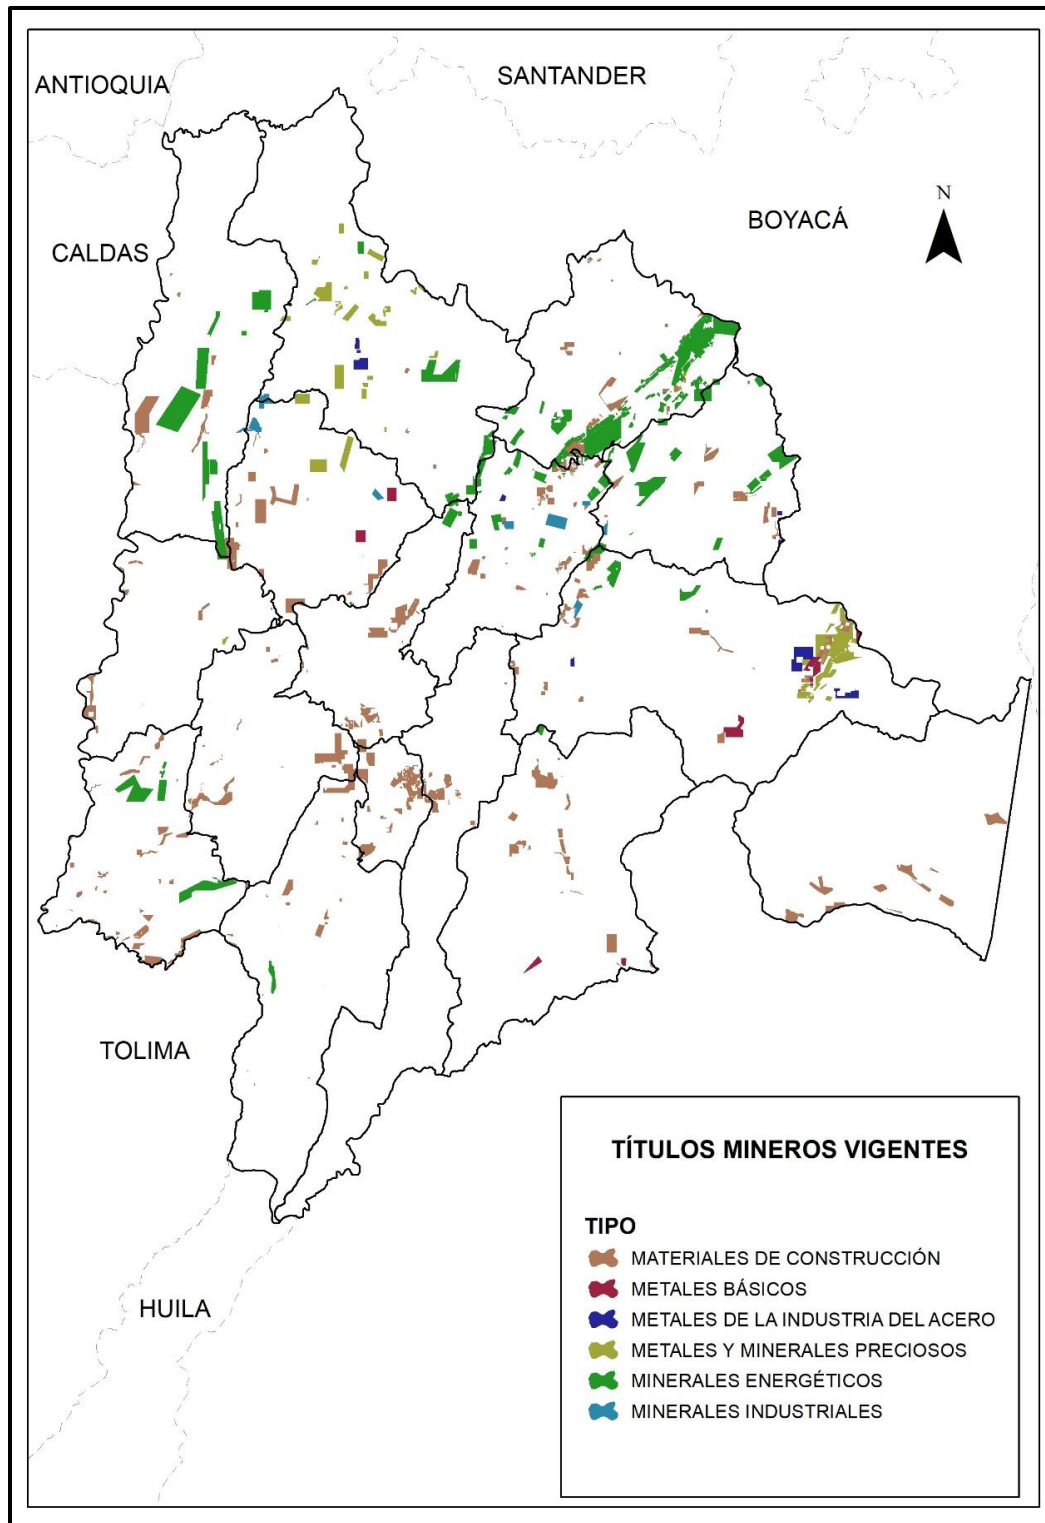 SANTANDER
ANTIOQUIA
N
BOYACÁ
CALDAS
TOLIMA
TÍTULOS MINEROS VIGENTES
TIPO
MATERIALES DE CONSTRUCCIÓN
METALES BÁSICOS
METALES DE LA INDUSTRIA DEL ACERO
HUILA
METALES Y MINERALES PRECIOSOS
MINERALES ENERGÉTICOS
MINERALES INDUSTRIALES